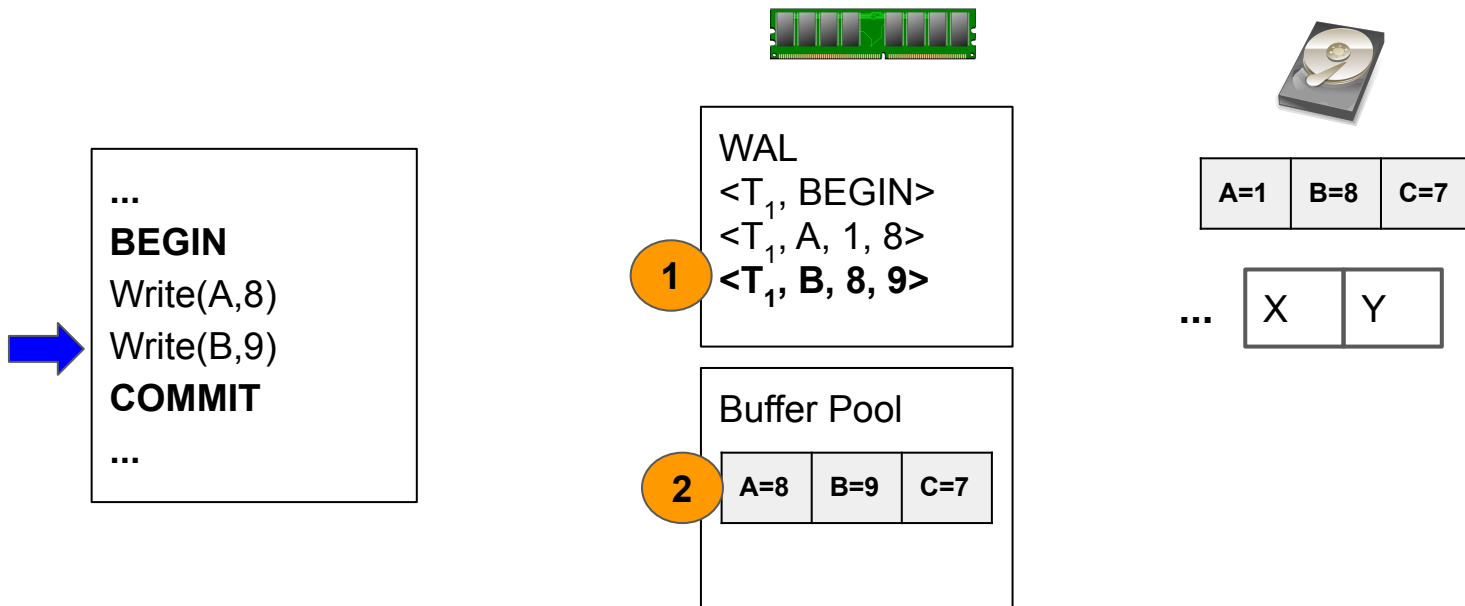 ...
BEGIN
Write(A,8)
Write(B,9)
COMMIT
...
WAL
<T1, BEGIN>
<T1, A, 1, 8>
1 <T1, B, 8, 9>
Buffer Pool
2 A=8 B=9 C=7
A=1 B=8 C=7
... X Y